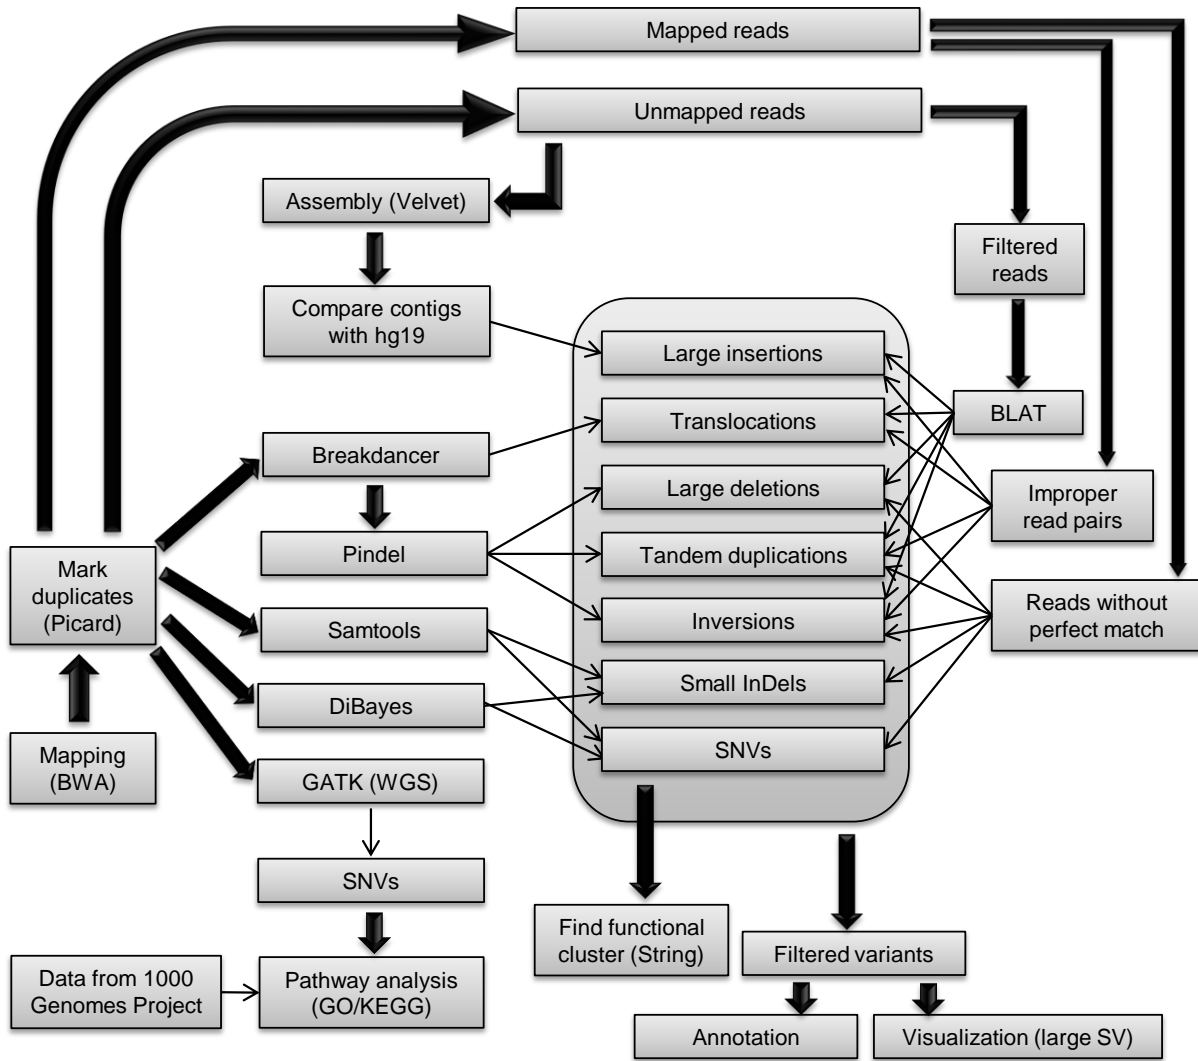 Mapped reads
Unmapped reads
Assembly (Velvet)
Filtered
reads
Compare contigs
with hg19
Large insertions
Translocations
BLAT
Breakdancer
Large deletions
Improper
read pairs
Pindel
Tandem duplications
Mark
duplicates
(Picard)
Samtools
Inversions
Reads without
perfect match
DiBayes
Small InDels
Mapping
(BWA)
SNVs
GATK (WGS)
SNVs
Find functional
cluster (String)
Filtered variants
Data from 1000
Genomes Project
Pathway analysis
(GO/KEGG)
Annotation
Visualization (large SV)